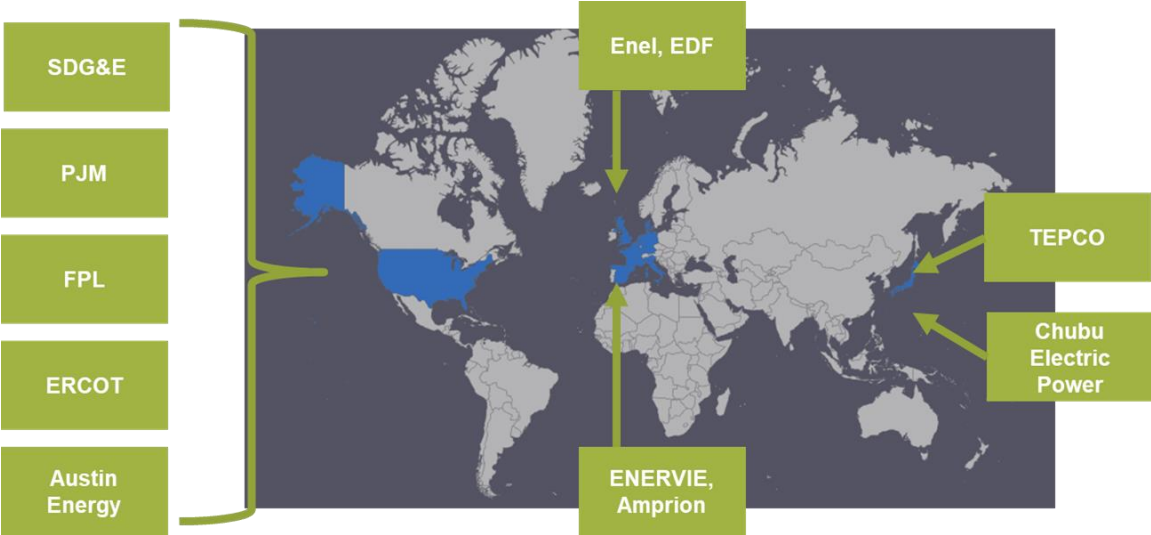 SDG&E
PJM
FPL
ERCOT
Austin
Energy
Enel, EDF
ENERVIE,
Amprion
TEPCO
Chubu
Electric
Power